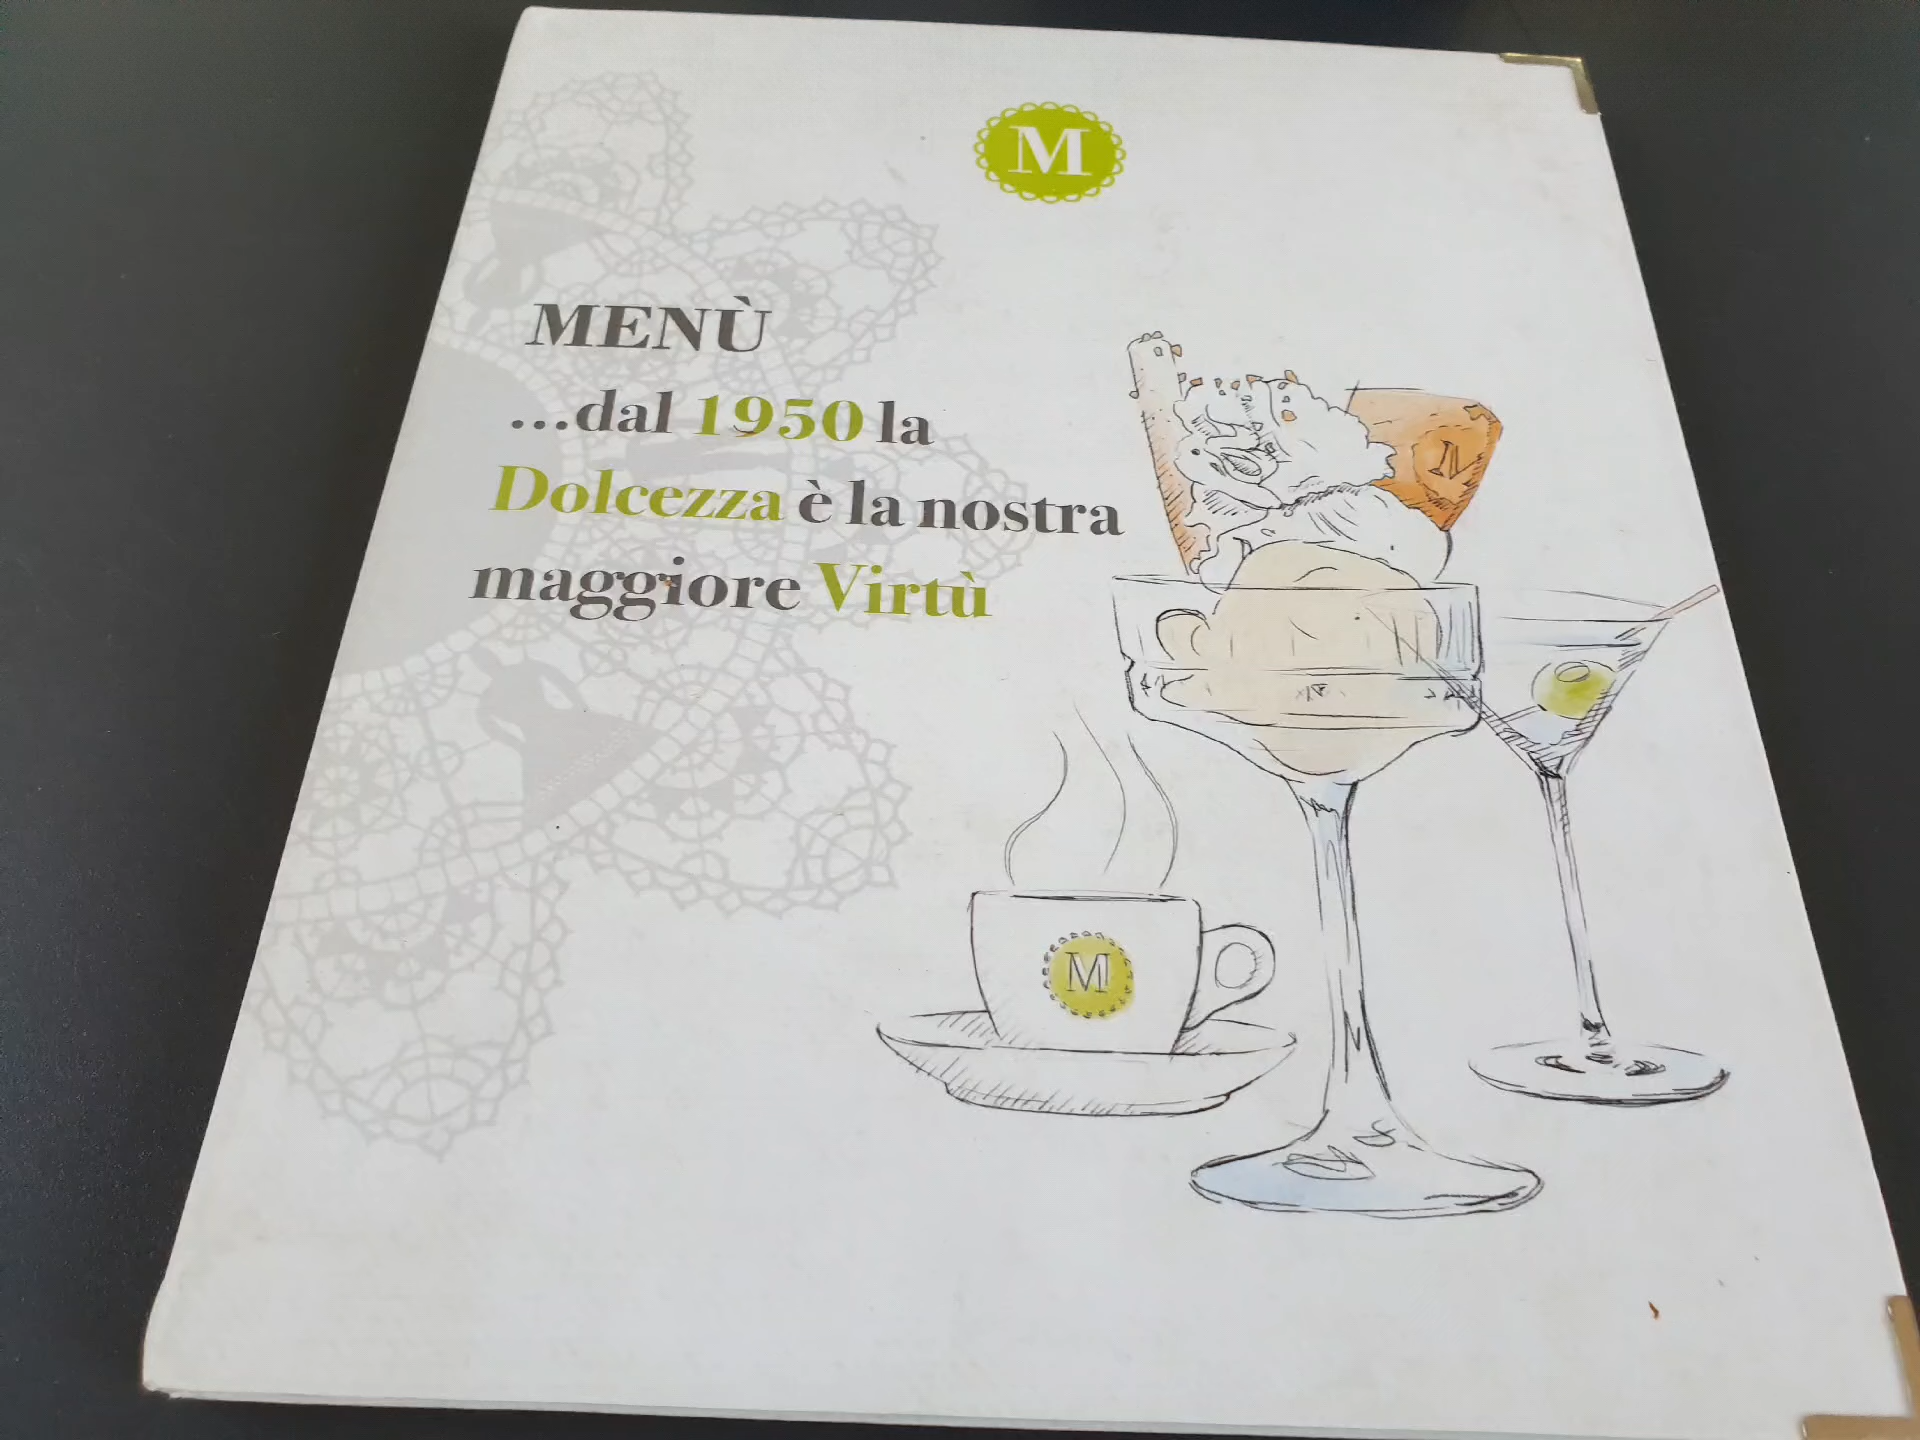 M
MENÙ
...dal 1950 la
Dolcezza è la nostra
maggiore Virtù
M